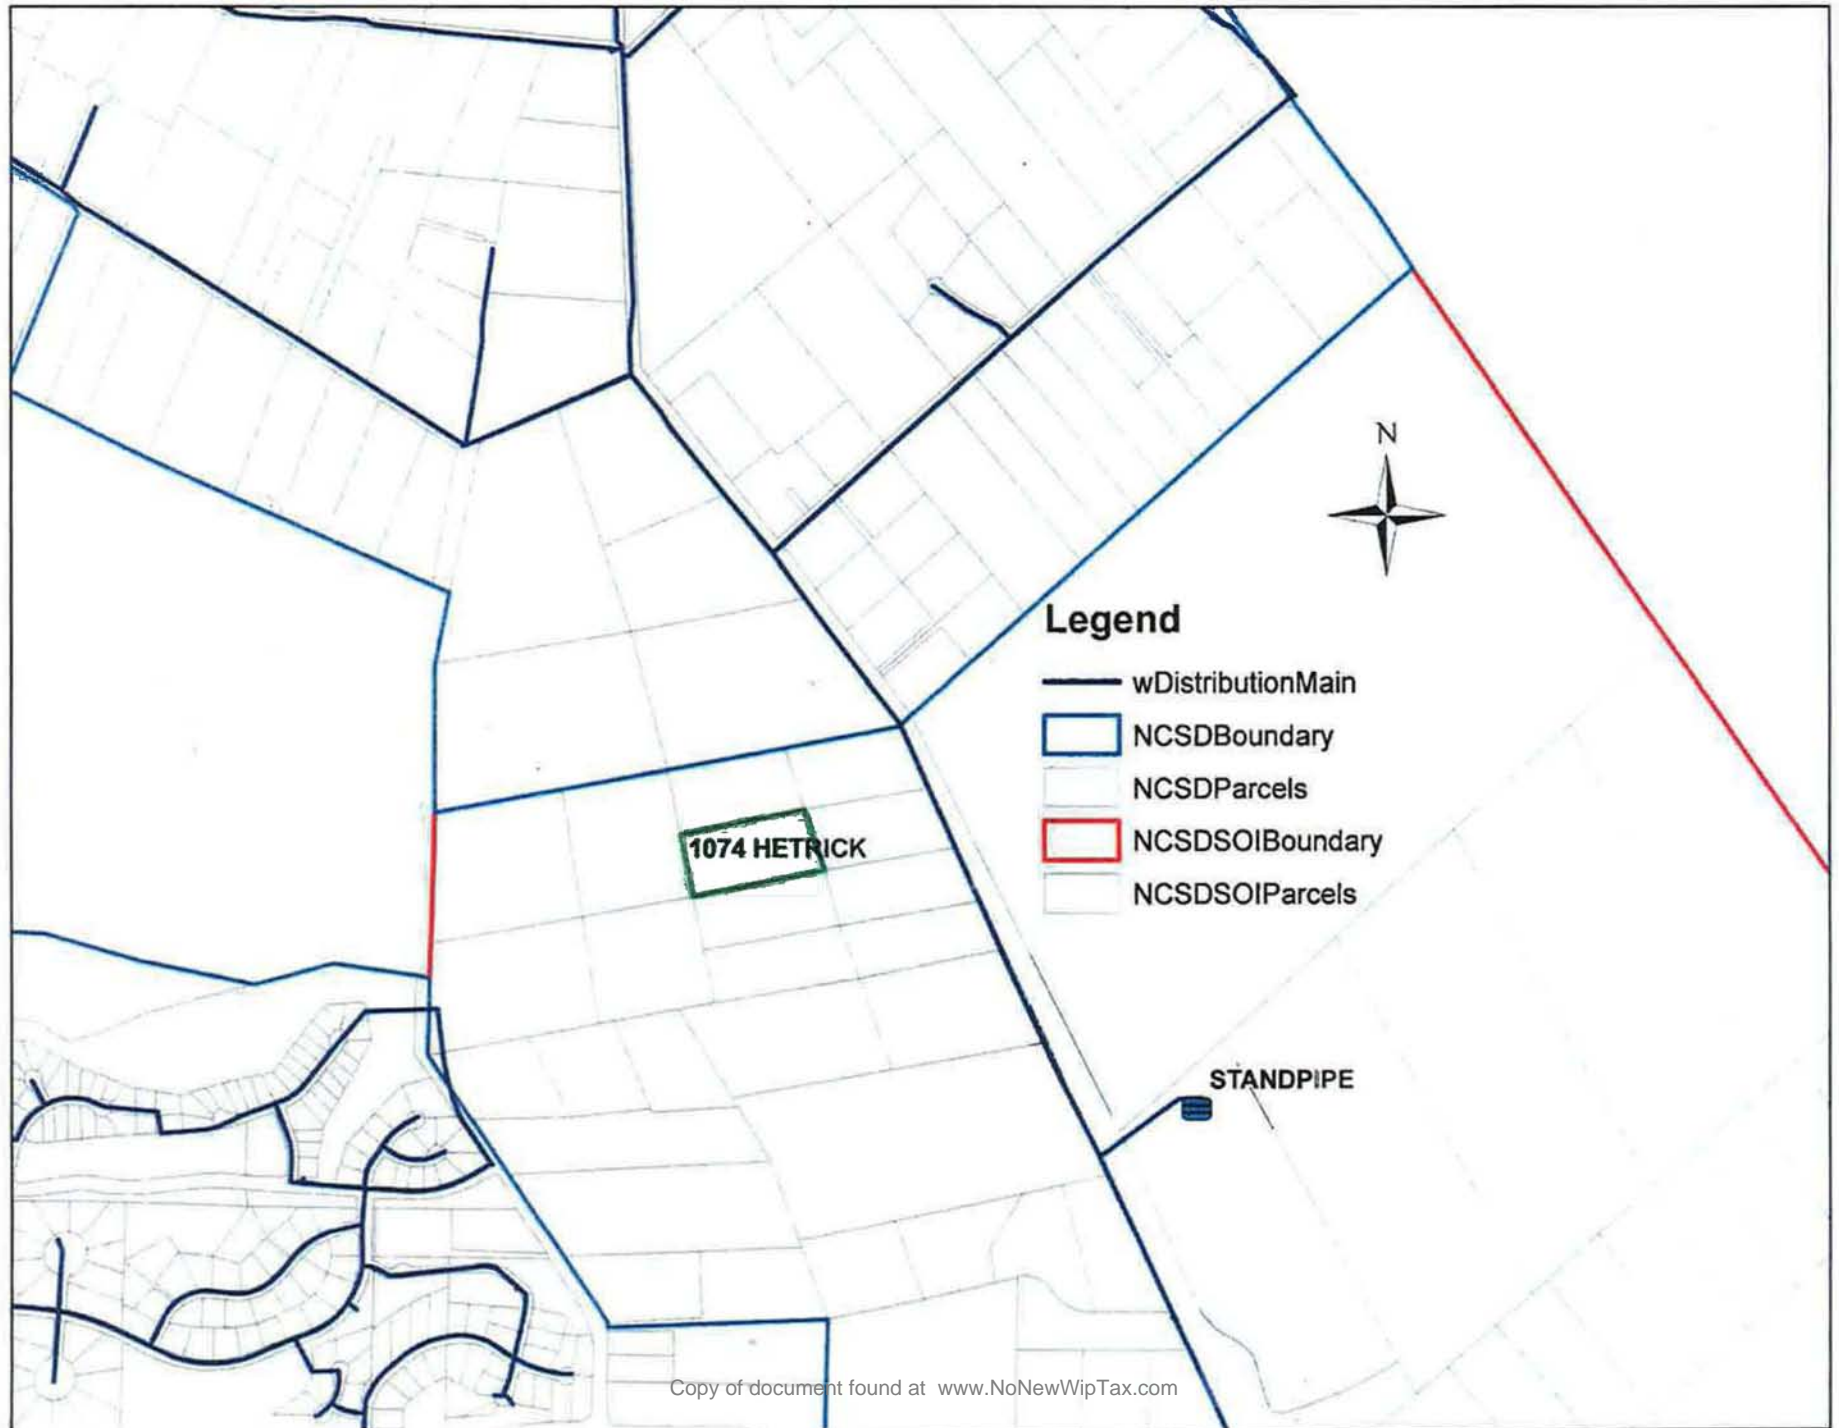 N
Legend
wDistributionMain
NCSDBoundary
NCSDParcels
NCSDSOIBoundary
NCSDSOIParcels
1074 HETRICK
STANDPIPE
Copy of document found at www.NoNewWipTax.com